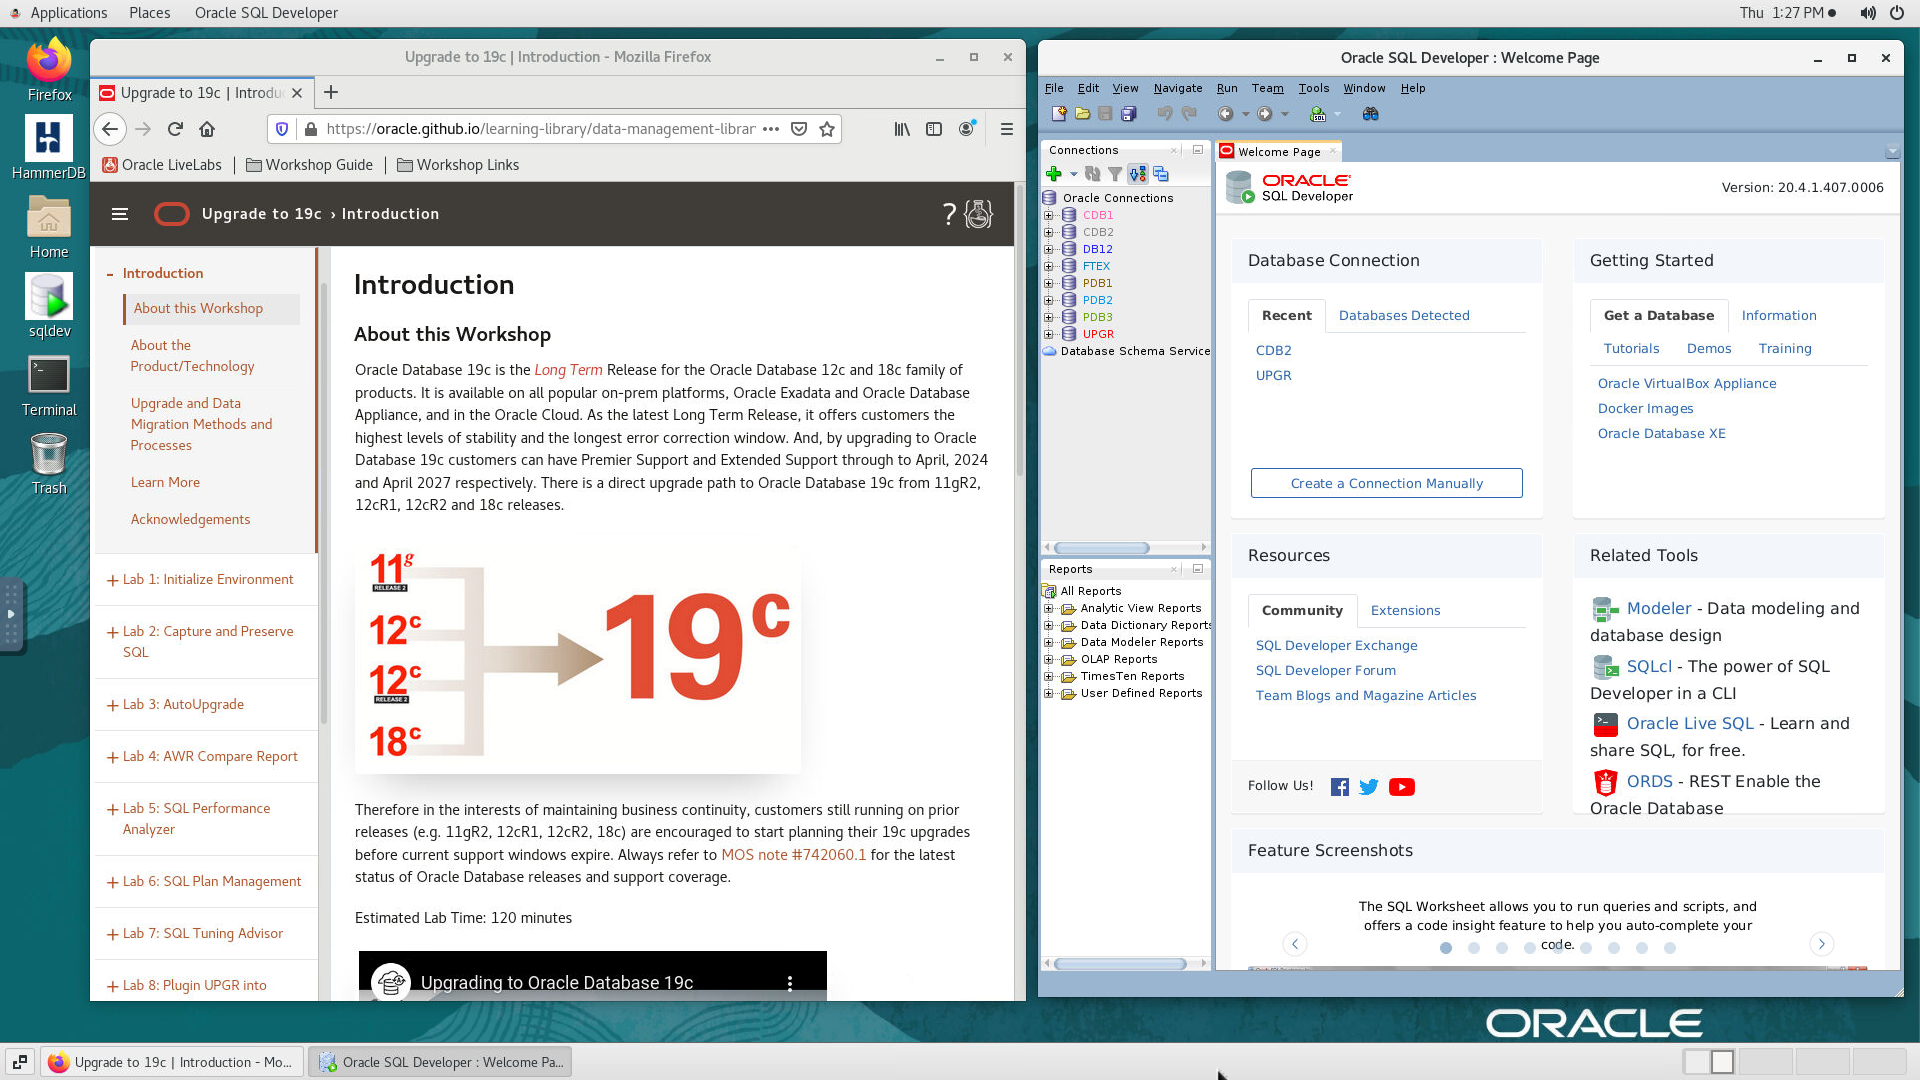 Applications Places Oracle SQL Developer Thu 1:27 PM
Firefox
HammerDB
Home
sqldev
Terminal
Trash
Upgrade to 19c | Introduction - Mozilla Firefox
Upgrade to 19c | Introdu
https://oracle.github.io/learning-library/data-management-librar
Oracle LiveLabs Workshop Guide Workshop Links
Upgrade to 19c › Introduction
Introduction
About this Workshop
About the
Product/Technology
Upgrade and Data
Migration Methods and
Processes
Learn More
Acknowledgements
Lab 1: Initialize Environment
Lab 2: Capture and Preserve
SQL
Lab 3: AutoUpgrade
Lab 4: AWR Compare Report
Lab 5: SQL Performance
Analyzer
Lab 6: SQL Plan Management
Lab 7: SQL Tuning Advisor
Lab 8: Plugin UPGR into
Introduction
About this Workshop
Oracle Database 19c is the Long Term Release for the Oracle Database 12c and 18c family of
products. It is available on all popular on-prem platforms, Oracle Exadata and Oracle Database
Appliance, and in the Oracle Cloud. As the latest Long Term Release, it offers customers the
highest levels of stability and the longest error correction window. And, by upgrading to Oracle
Database 19c customers can have Premier Support and Extended Support through to April, 2024
and April 2027 respectively. There is a direct upgrade path to Oracle Database 19c from 11gR2,
12cR1, 12cR2 and 18c releases.
11g
RELEASE 2
12c
12c
RELEASE 2
18c
19c
Therefore in the interests of maintaining business continuity, customers still running on prior
releases (e.g. 11gR2, 12cR1, 12cR2, 18c) are encouraged to start planning their 19c upgrades
before current support windows expire. Always refer to MOS note #742060.1 for the latest
status of Oracle Database releases and support coverage.
Estimated Lab Time: 120 minutes
Upgrading to Oracle Database 19c
Oracle SQL Developer : Welcome Page
File Edit View Navigate Run Team Tools Window Help
Connections
Oracle Connections
CDB1
CDB2
DB12
FTEX
PDB1
PDB2
PDB3
UPGR
Database Schema Service
Reports
All Reports
Analytic View Reports
Data Dictionary Reports
Data Modeler Reports
OLAP Reports
TimesTen Reports
User Defined Reports
Welcome Page
ORACLE
SQL Developer
Version: 20.4.1.407.0006
Database Connection
Recent Databases Detected
CDB2
UPGR
Create a Connection Manually
Getting Started
Get a Database Information
Tutorials Demos Training
Oracle VirtualBox Appliance
Docker Images
Oracle Database XE
Resources
Community Extensions
SQL Developer Exchange
SQL Developer Forum
Team Blogs and Magazine Articles
Follow Us!
Related Tools
Modeler - Data modeling and
database design
SQLcl - The power of SQL
Developer in a CLI
Oracle Live SQL - Learn and
share SQL, for free.
ORDS - REST Enable the
Oracle Database
Feature Screenshots
The SQL Worksheet allows you to run queries and scripts, and
offers a code insight feature to help you auto-complete your
code.
ORACLE
Upgrade to 19c | Introduction - Mo...
Oracle SQL Developer : Welcome Pa...